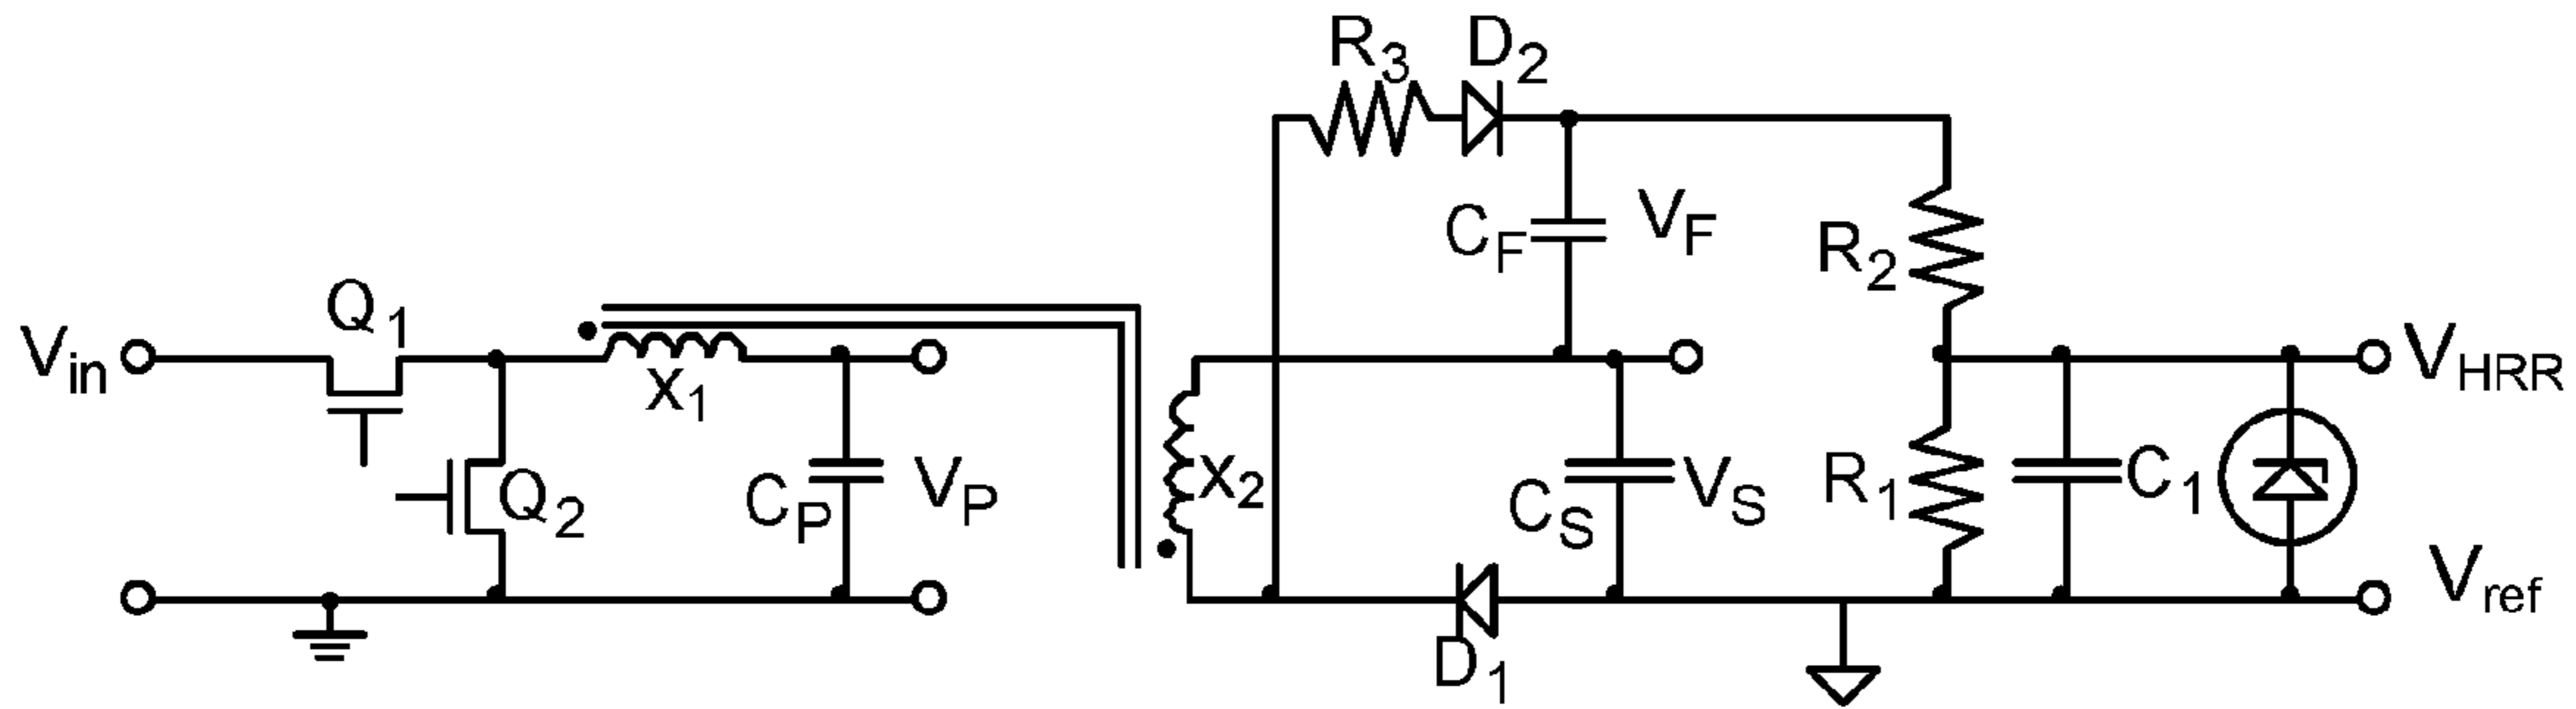 R3 D2
CF VF
R2
Q1
Vin
X1
VHRR
Q2
CP VP
X2
CS VS
R1
C1
D1
Vref